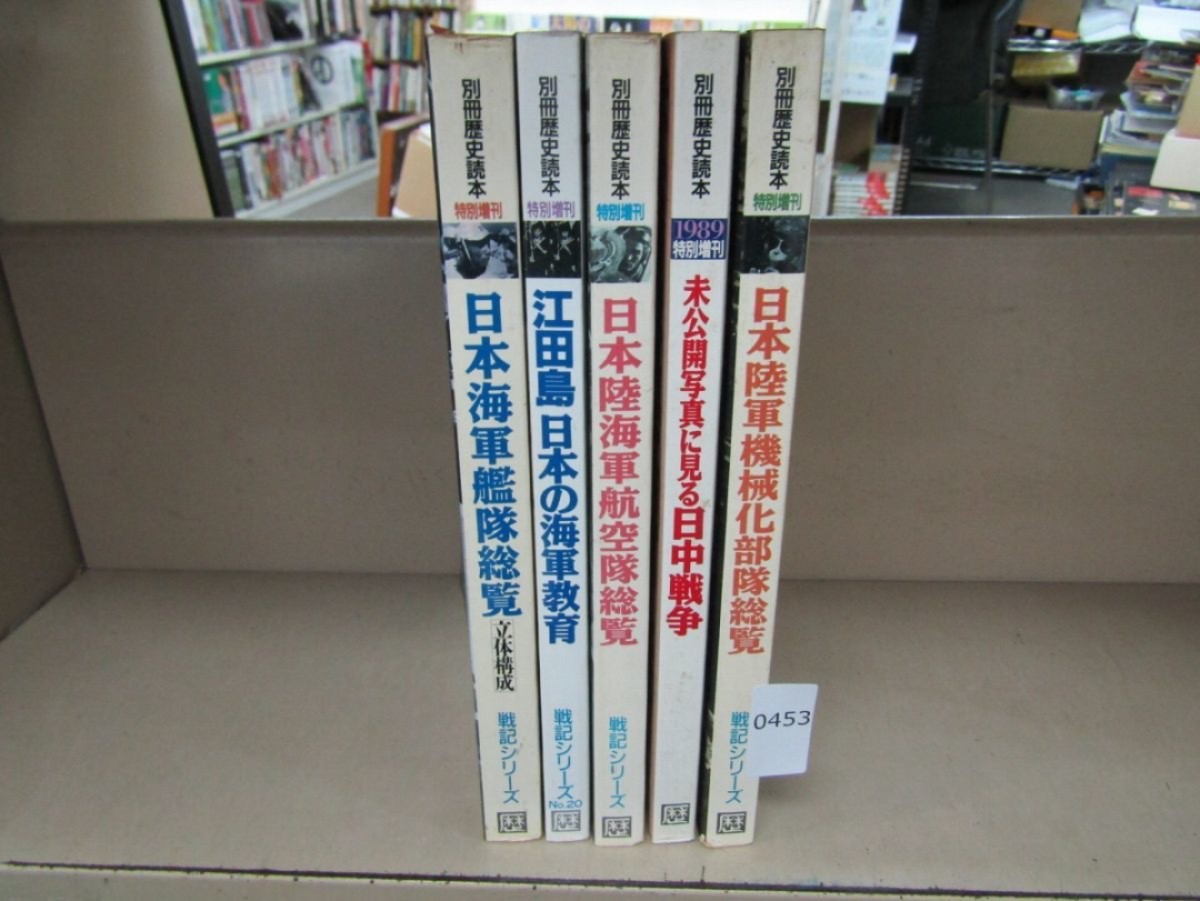 別冊歴史読本
特別増刊
日本海軍艦隊総覧
立体構成
戦記シリーズ
別冊歴史読本
特別増刊
江田島 日本の海軍教育
戦記シリーズ
No.20
別冊歴史読本
特別増刊
日本陸海軍航空隊総覧
戦記シリーズ
別冊歴史読本
1989
特別増刊
未公開写真に見る日中戦争
別冊歴史読本
特別増刊
日本陸軍機械化部隊総覧
戦記シリーズ
0453